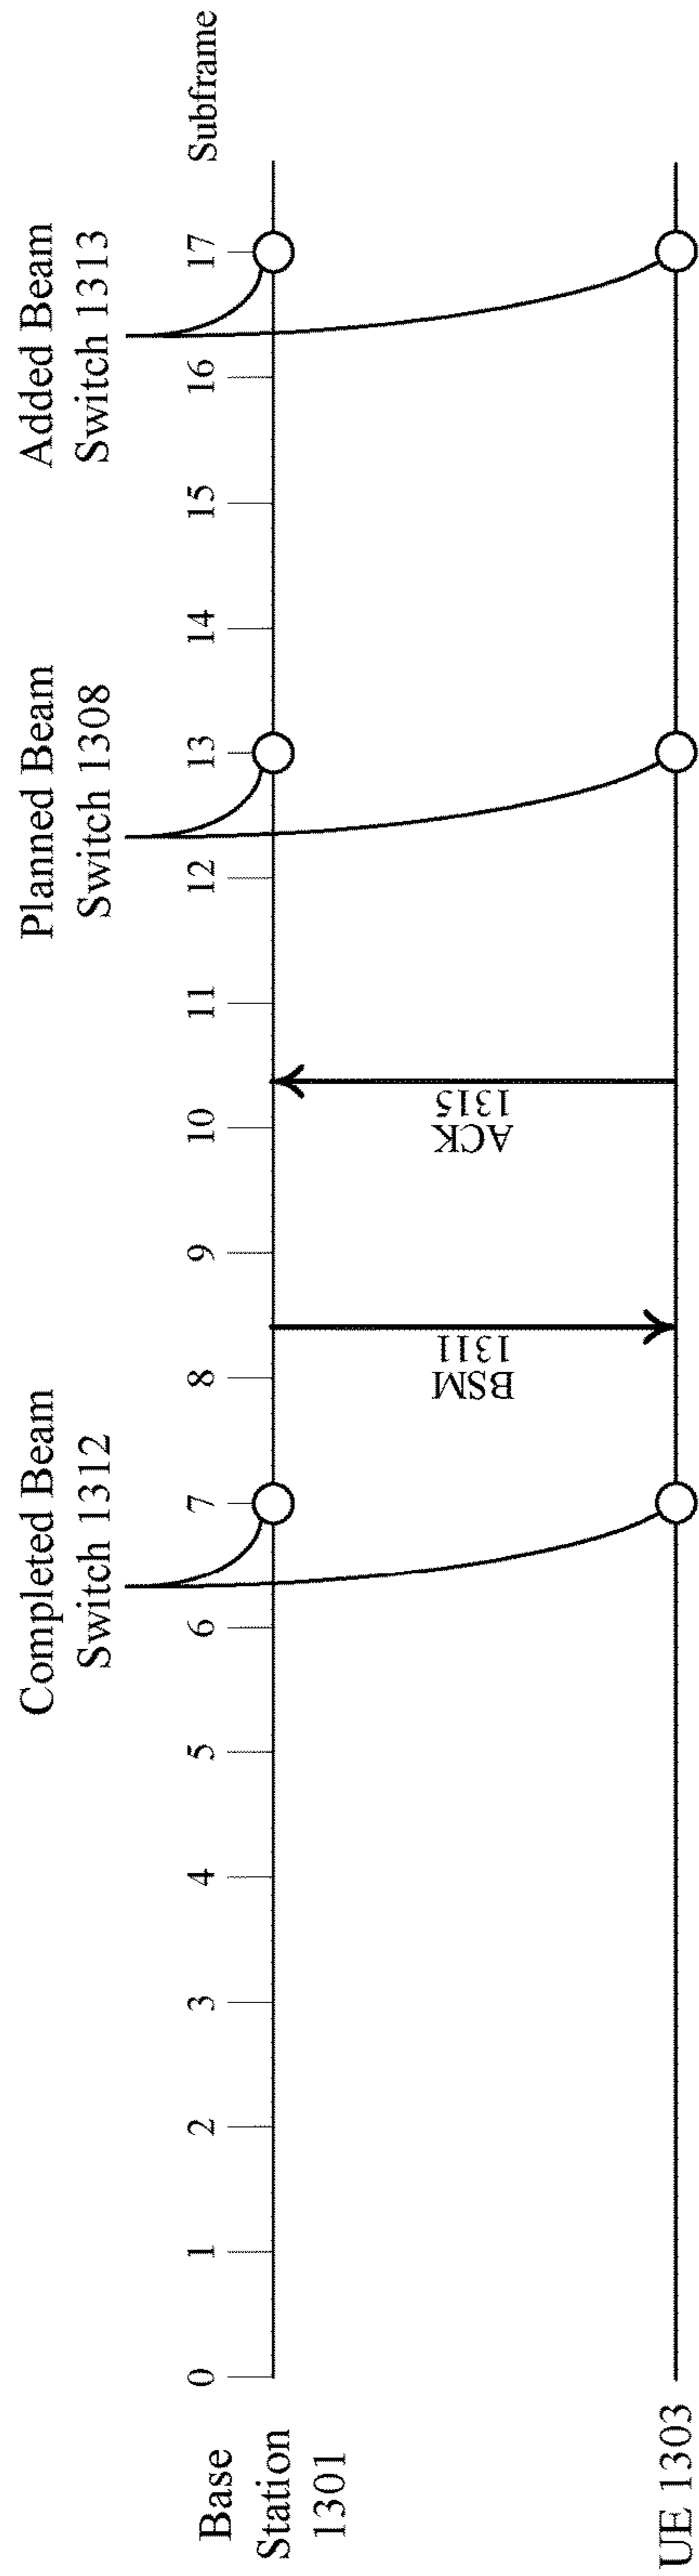 Completed Beam
Switch 1312
Planned Beam
Switch 1308
Added Beam
Switch 1313
0 1 2 3 4 5 6 7 8 9 10 11 12 13 14 15 16 17 Subframe
Base
Station
1301
BSM
1311
ACK
1315
UE 1303